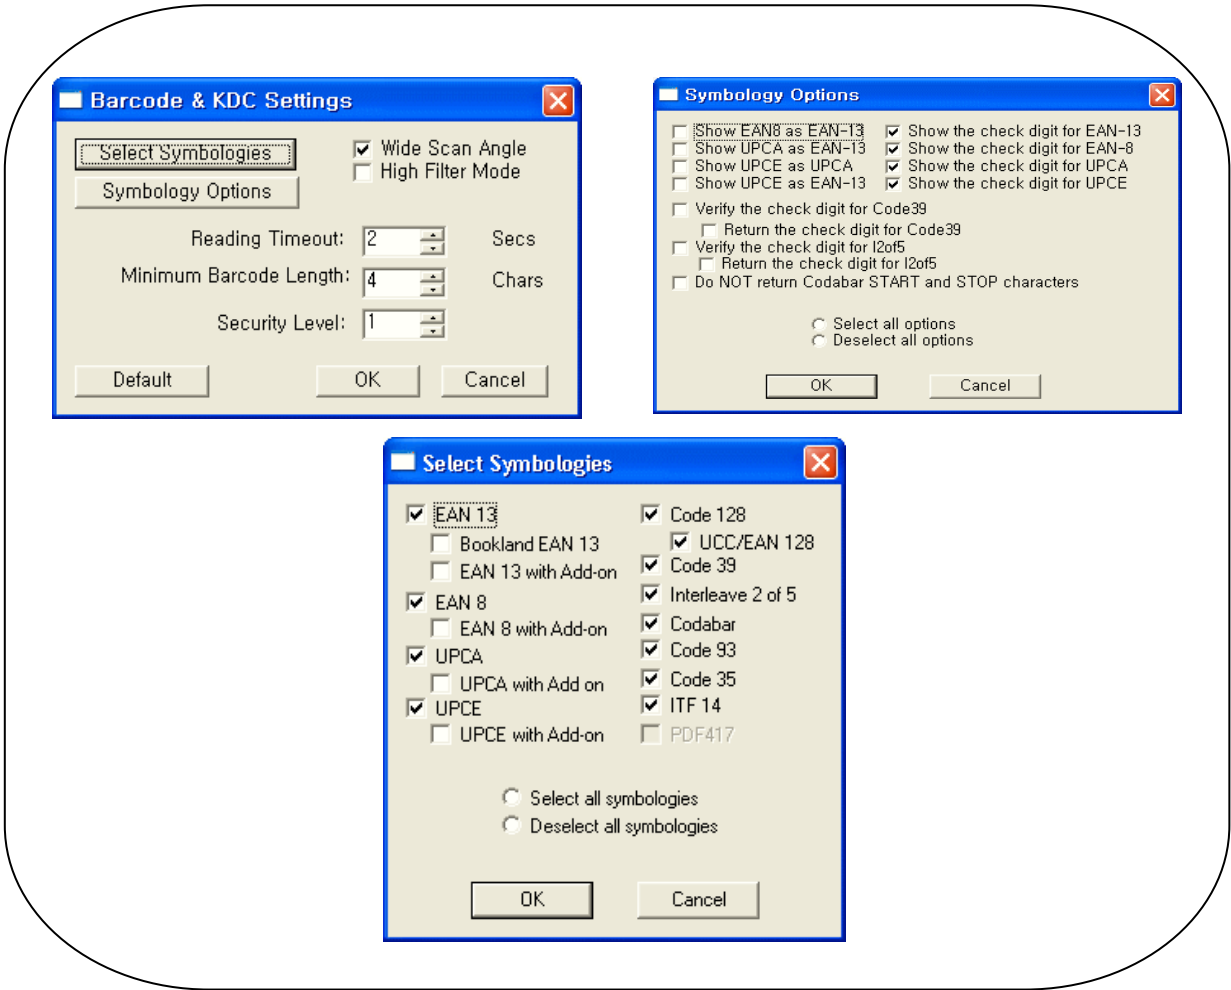 Barcode & KDC Settings
Select Symbologies
Wide Scan Angle
High Filter Mode
Symbology Options
Reading Timeout: 2 Secs
Minimum Barcode Length: 4 Chars
Security Level: 1
Default OK Cancel
Symbology Options
Show EAN8 as EAN-13 Show the check digit for EAN-13
Show UPCA as EAN-13 Show the check digit for EAN-8
Show UPCE as UPCA Show the check digit for UPCA
Show UPCE as EAN-13 Show the check digit for UPCE
Verify the check digit for Code39
Return the check digit for Code39
Verify the check digit for I2of5
Return the check digit for I2of5
Do NOT return Codabar START and STOP characters
Select all options
Deselect all options
OK Cancel
Select Symbologies
EAN 13 Code 128
Bookland EAN 13 UCC/EAN 128
EAN 13 with Add-on Code 39
EAN 8 Interleave 2 of 5
EAN 8 with Add-on Codabar
UPCA Code 93
UPCA with Add on Code 35
UPCE ITF 14
UPCE with Add-on PDF417
Select all symbologies
Deselect all symbologies
OK Cancel